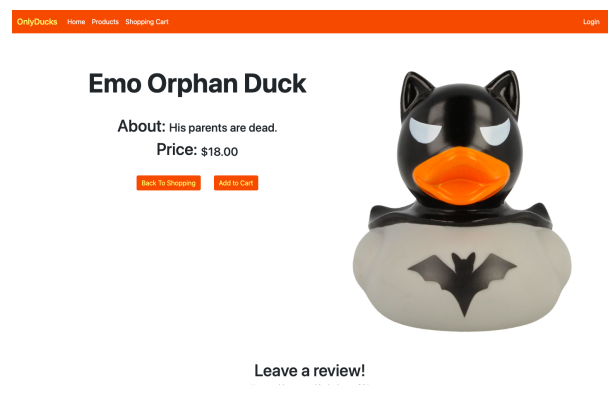 OnlyDucks Home Products Shopping Cart Login
Emo Orphan Duck
About: His parents are dead.
Price: $18.00
Back To Shopping Add to Cart
Leave a review!